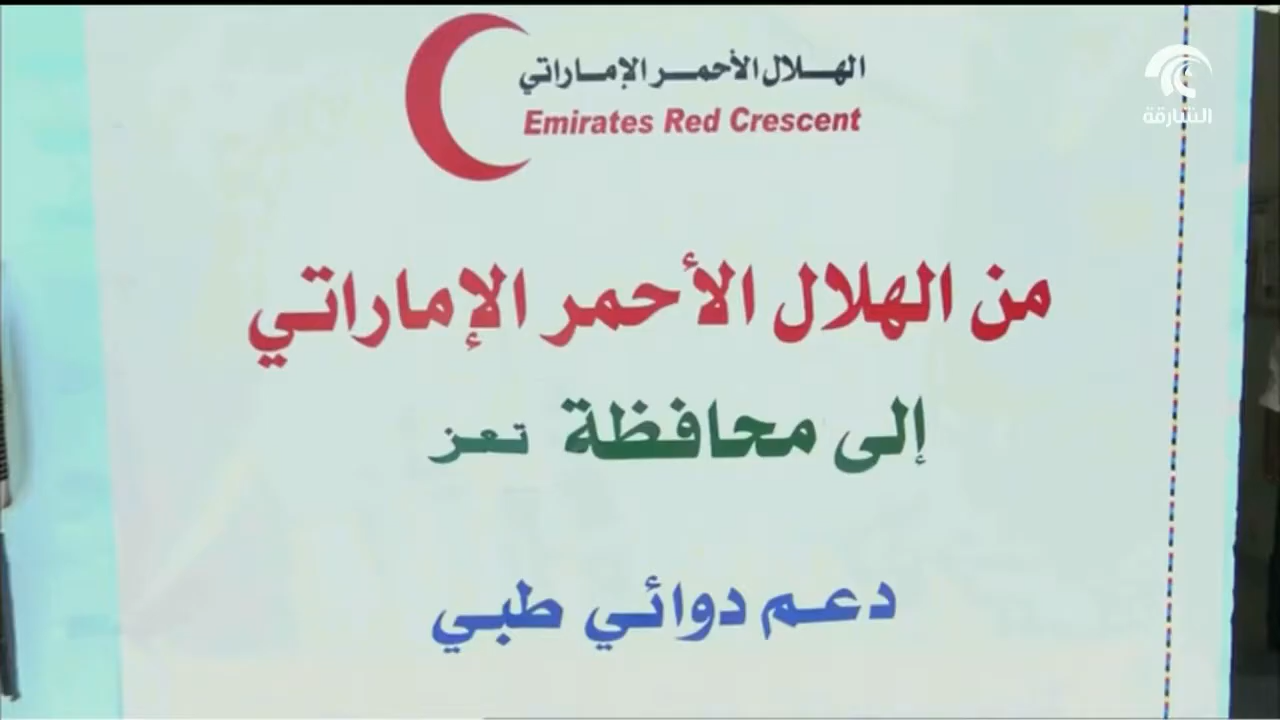 الهلال الأحمر الإماراتي
Emirates Red Crescent
الشارقة
من الهلال الأحمر الإماراتي
إلى محافظة تعز
دعم دوائي طبي